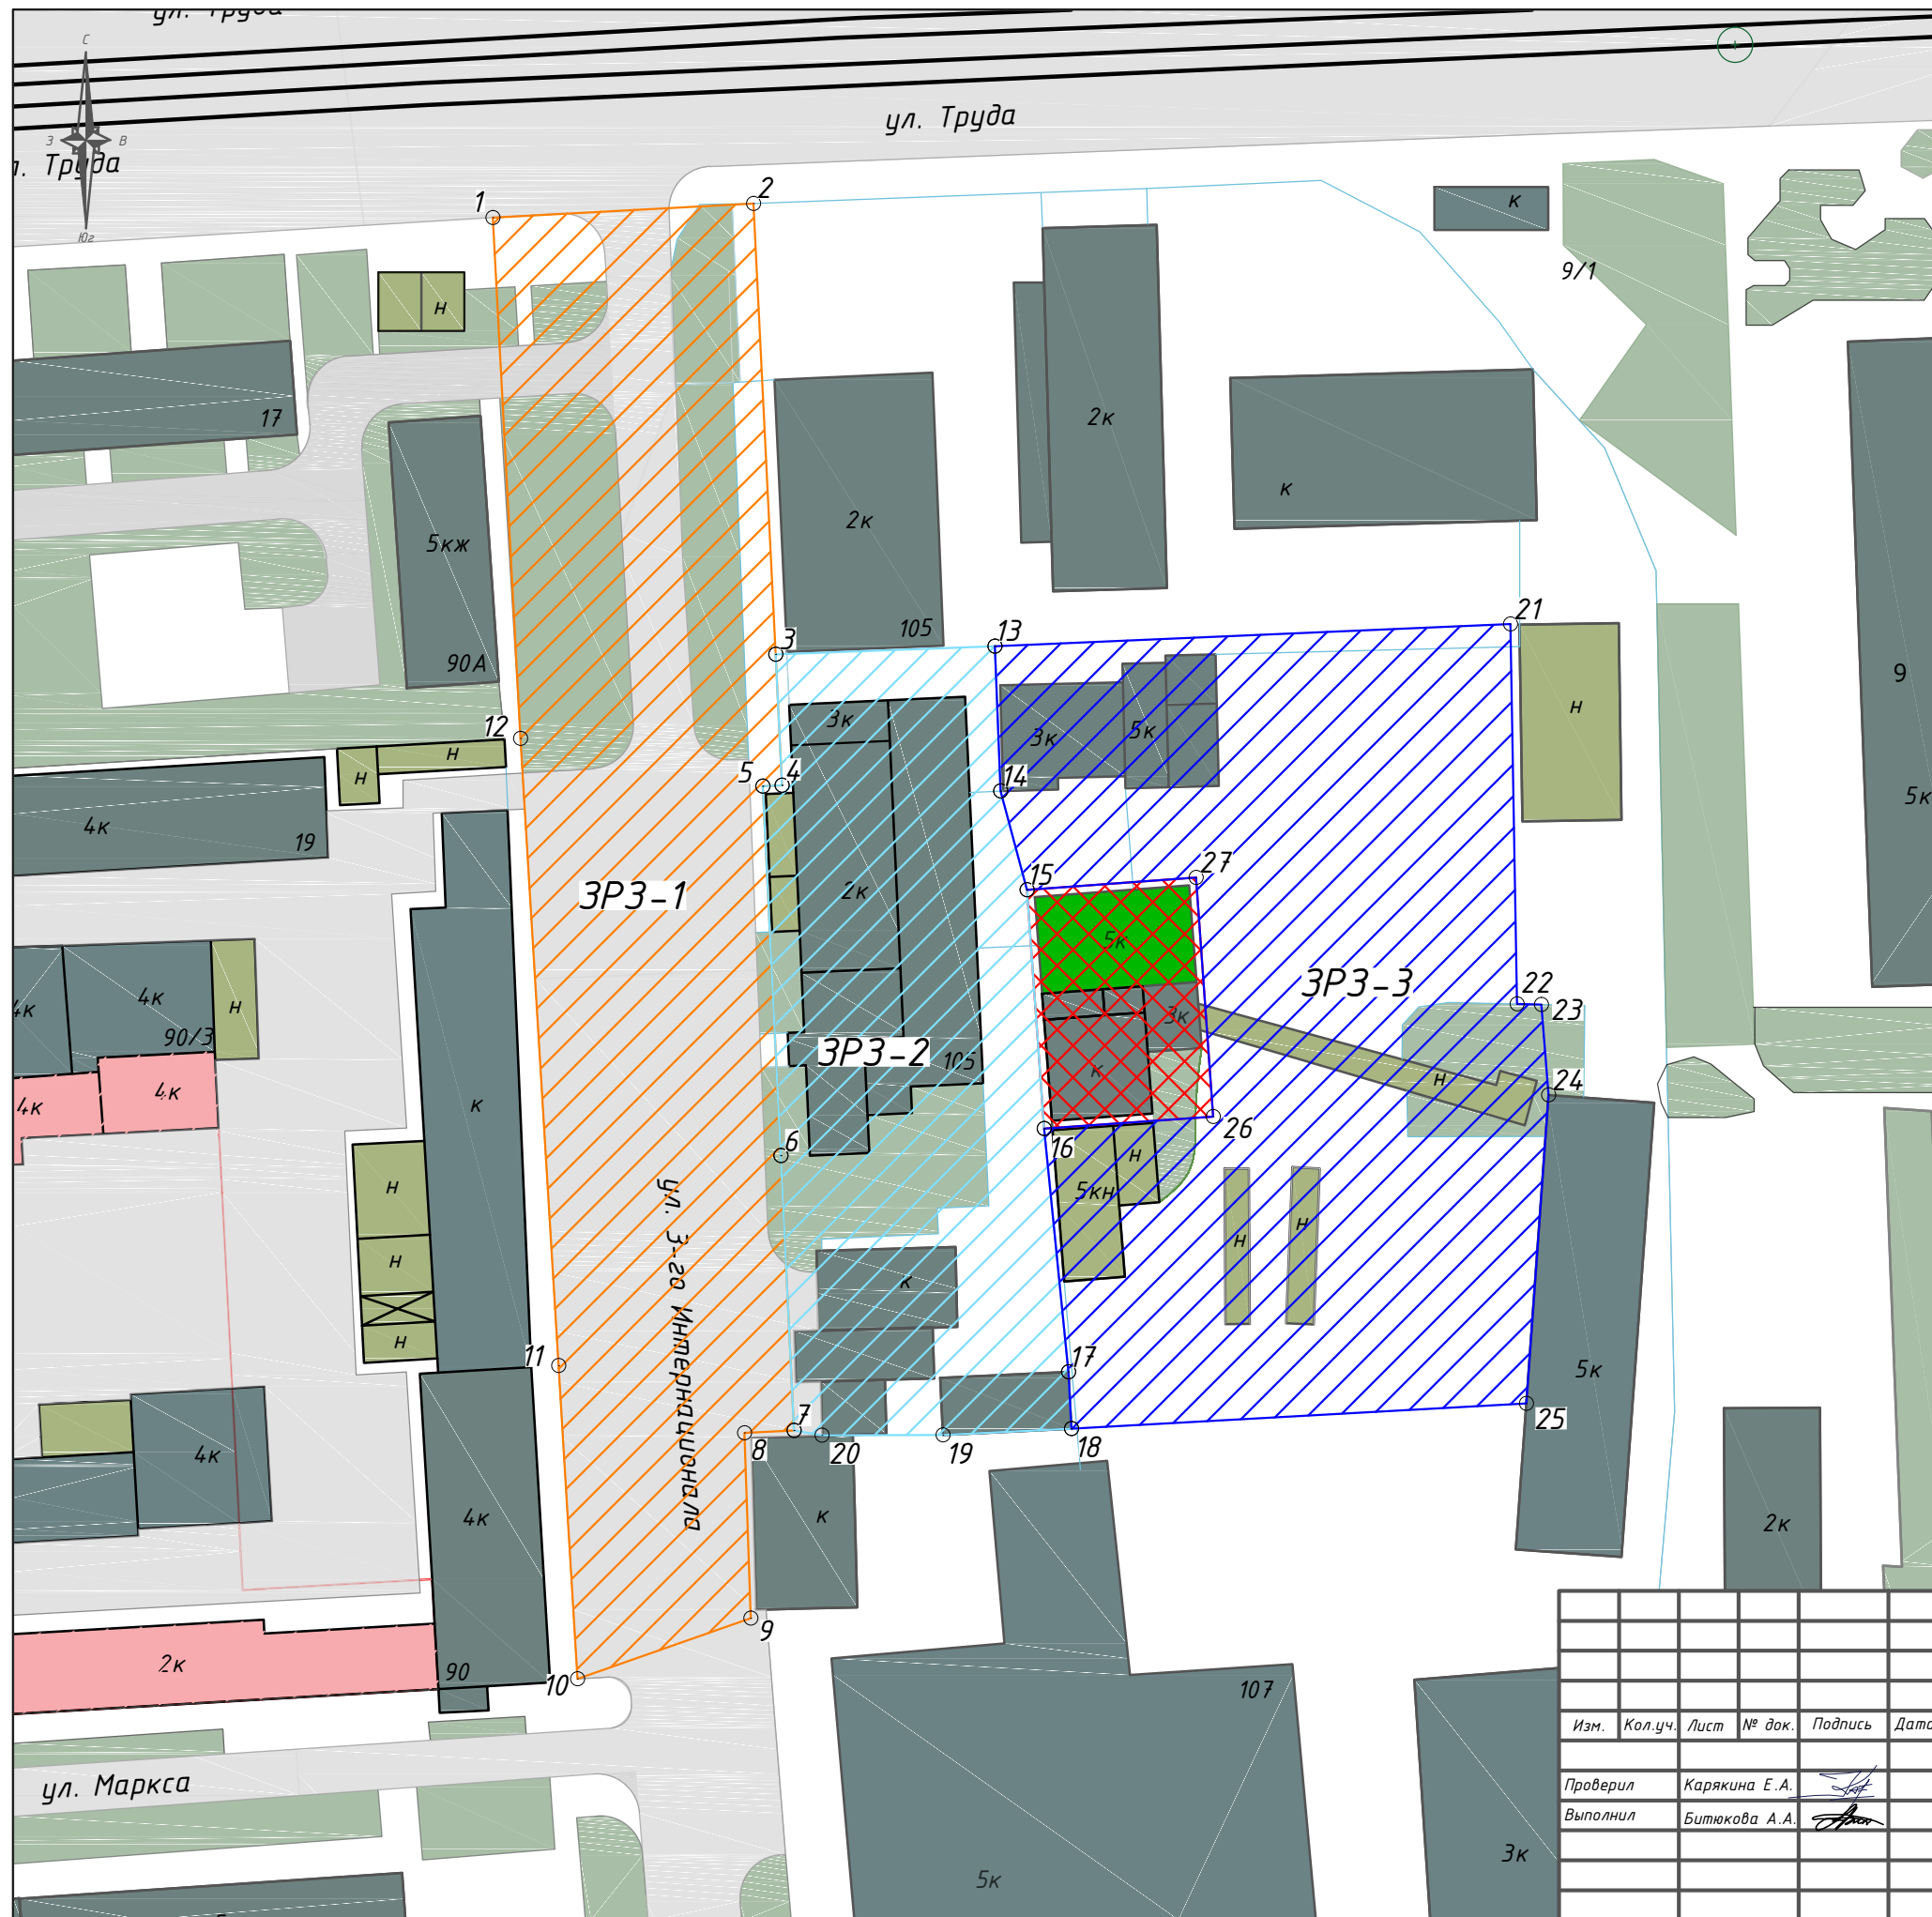 ул. Труда
С
ул. Труда
З
В
л. Труда
Юг
1
2
К
9/1
Н
17
2К
К
2К
5КЖ
9
90А
105
3
13
21
Н
12
3К
3К
5К
Н
Н
5
4
14
5К
4К
19
15
27
ЗРЗ-1
2К
5К
ЗРЗ-3
22
23
4К
4К
Н
90/3
3К
ЗРЗ-2
105
К
Н
24
4К
4К
К
26
6
16
Н
Н
5КН
ул. 3-го Интернационала
Н
Н
Н
К
Н
11
17
5К
7
25
8
20
19
18
4К
4К
К
2К
9
2К
90
10
107
Изм.
Кол.уч.
Лист
№ док.
Подпись
Дата
ул. Маркса
Проверил
Карякина Е.А.
Выполнил
Битюкова А.А.
3К
5К